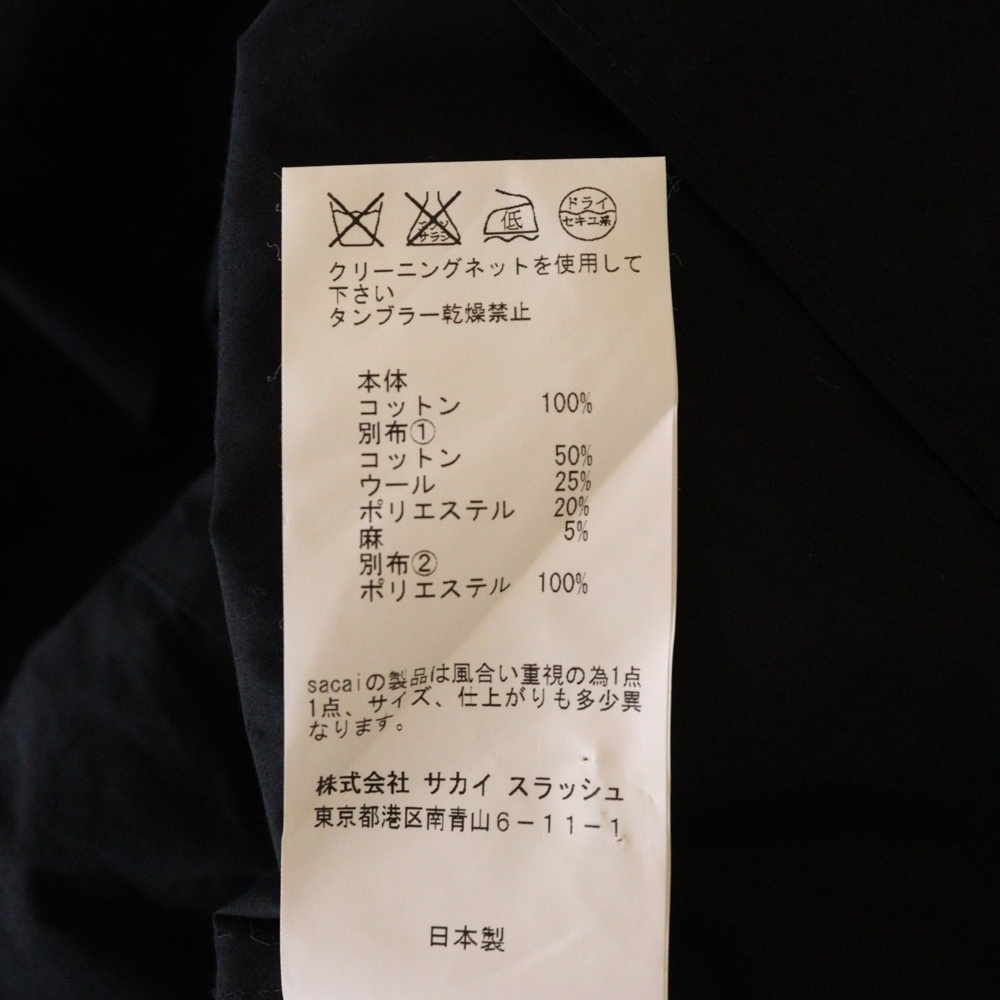 エンソ サラシ 低 ドライ セキユ系
クリーニングネットを使用して
下さい
タンブラー乾燥禁止
本体
コットン 100%
別布①
コットン 50%
ウール 25%
ポリエステル 20%
麻 5%
別布②
ポリエステル 100%
sacaiの製品は風合い重視の為1点
1点、サイズ、仕上がりも多少異
なります。
株式会社 サカイ スラッシュ
東京都港区南青山6-11-1
日本製